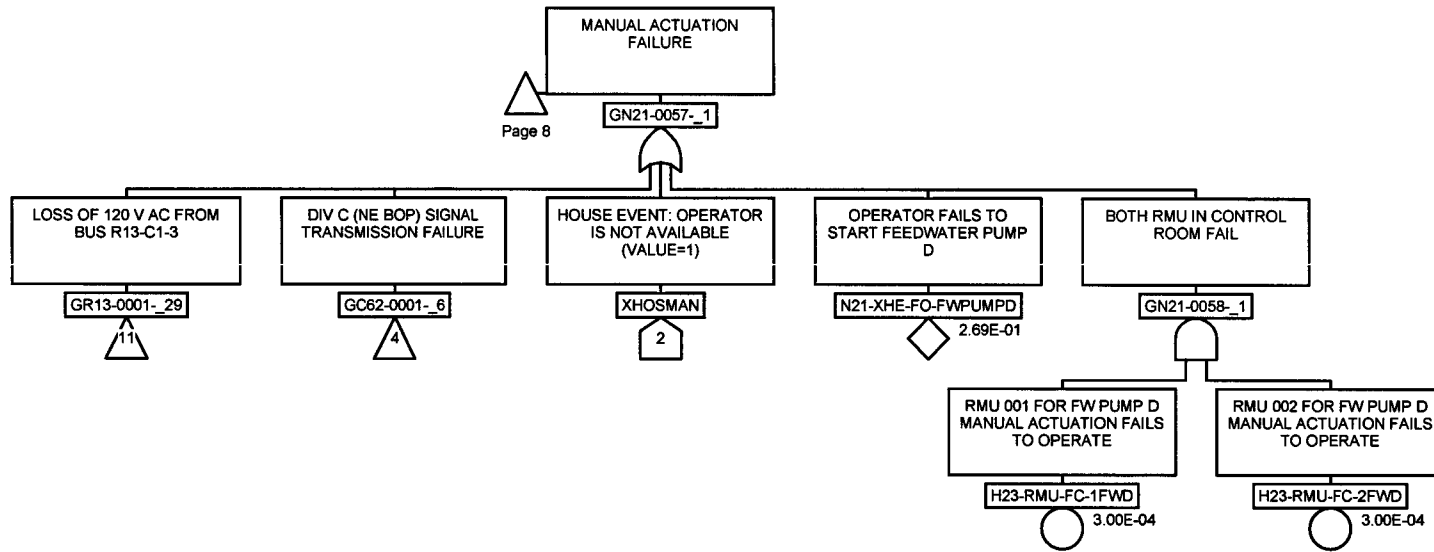 MANUAL ACTUATION
FAILURE
Page 8
GN21-0057-_1
LOSS OF 120 V AC FROM
BUS R13-C1-3
GR13-0001-_29
11
DIV C (NE BOP) SIGNAL
TRANSMISSION FAILURE
GC62-0001-_6
4
HOUSE EVENT: OPERATOR
IS NOT AVAILABLE
(VALUE=1)
XHOSMAN
2
OPERATOR FAILS TO
START FEEDWATER PUMP
D
N21-XHE-FO-FWPUMPD
2.69E-01
BOTH RMU IN CONTROL
ROOM FAIL
GN21-0058-_1
RMU 001 FOR FW PUMP D
MANUAL ACTUATION FAILS
TO OPERATE
H23-RMU-FC-1FWD
3.00E-04
RMU 002 FOR FW PUMP D
MANUAL ACTUATION FAILS
TO OPERATE
H23-RMU-FC-2FWD
3.00E-04